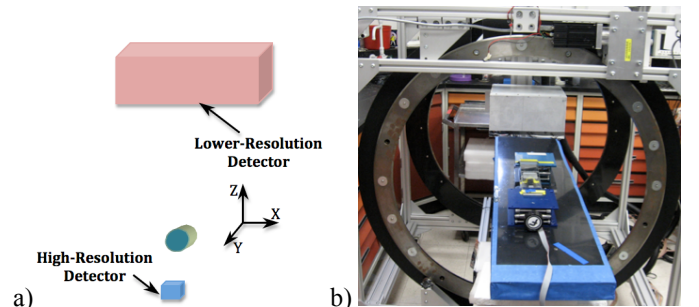 Lower-Resolution
Detector
Z
X
Y
High-Resolution
Detector
a)
b)